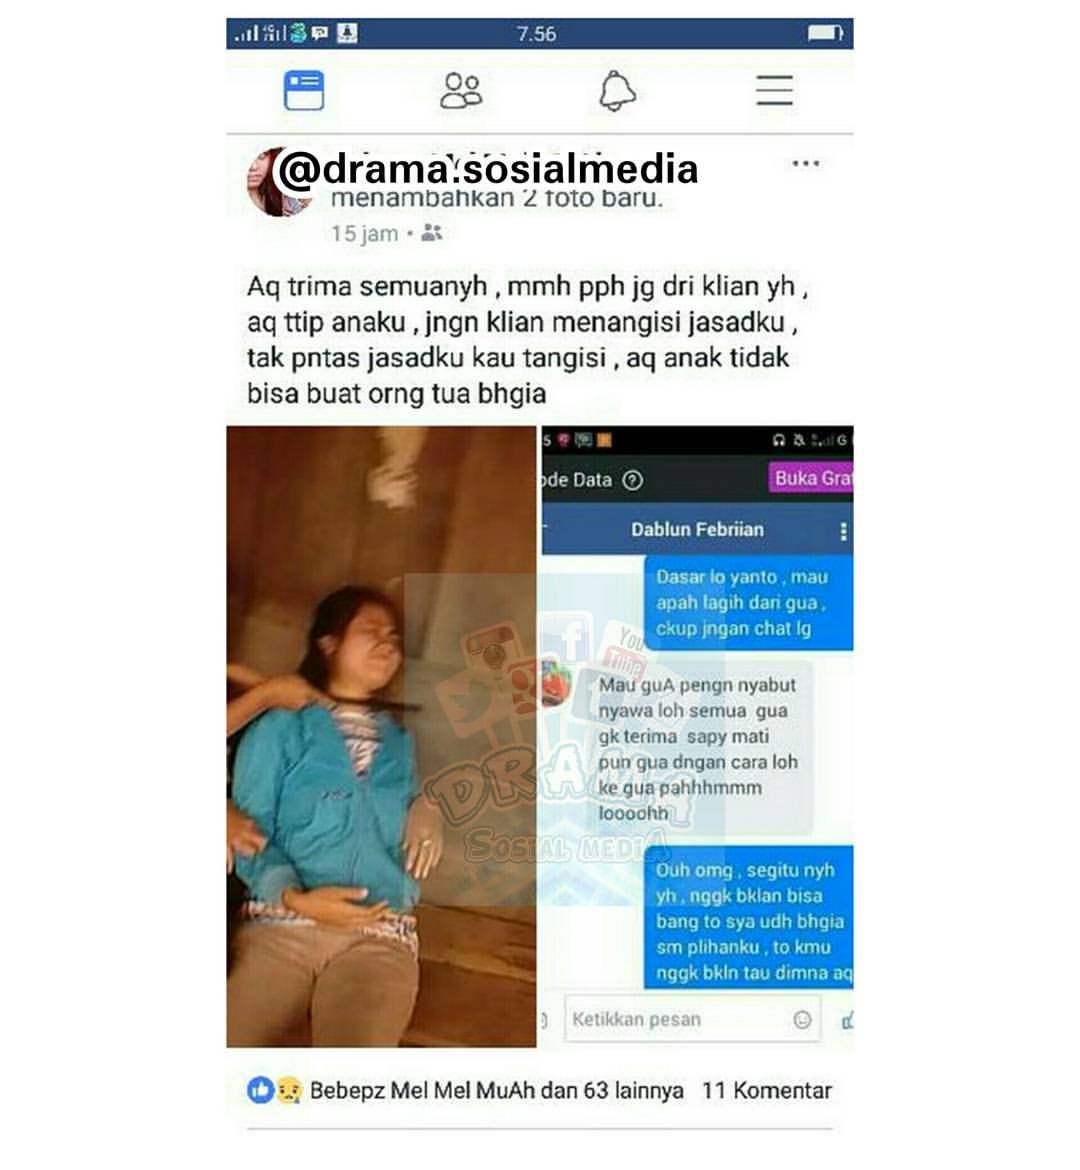 7.56
@drama.sosialmedia
menambahkan 2 foto baru.
15 jam
Aq trima semuanyh , mmh pph jg dri klian yh ,
aq ttip anaku , jngn klian menangisi jasadku ,
tak pntas jasadku kau tangisi , aq anak tidak
bisa buat orng tua bhgia
5
G
ode Data ?
Buka Grat
Dablun Febriian
Dasar lo yanto , mau
apah lagih dari gua ,
ckup jngan chat lg
Mau guA pengn nyabut
nyawa loh semua gua
gk terima sapy mati
pun gua dngan cara loh
ke gua pahhhmmm
loooohh
Ouh omg , segitu nyh
yh , nggk bklan bisa
bang to sya udh bhgia
sm plihanku , to kmu
nggk bkln tau dimna aq
Ketikkan pesan
You
Tube
DRAMA
SOSIAL MEDIA
Bebepz Mel Mel MuAh dan 63 lainnya 11 Komentar